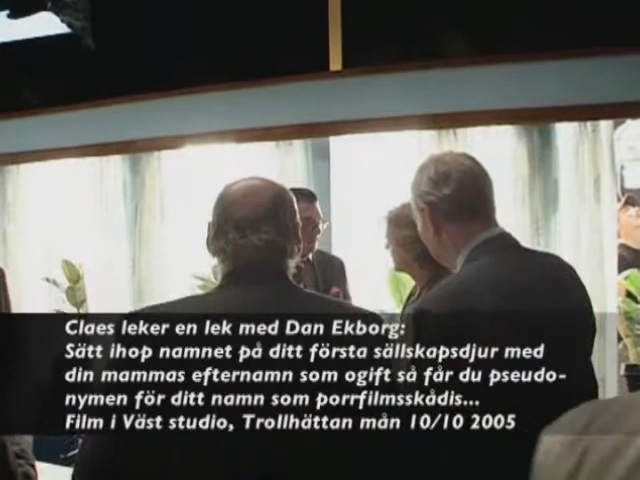 Claes leker en lek med Dan Ekborg:
Sätt ihop namnet på ditt första sällskapsdjur med
din mammas efternamn som ogift så får du pseudo-
nymen för ditt namn som porrfilmsskådis...
Film i Väst studio, Trollhättan mån 10/10 2005